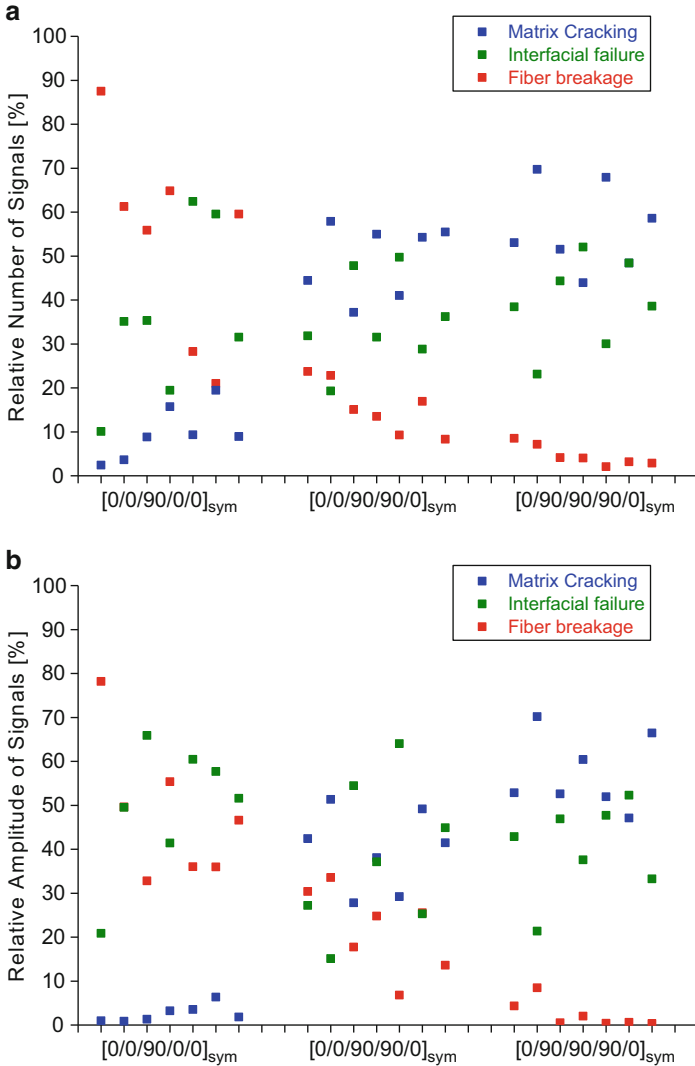 a
100
90
80
70
60
50
40
30
20
10
0
Relative Number of Signals [%]
Matrix Cracking
Interfacial failure
Fiber breakage
[0/0/90/0/0]sym
[0/0/90/90/0]sym
[0/90/90/90/0]sym
b
100
90
80
70
60
50
40
30
20
10
0
Relative Amplitude of Signals [%]
Matrix Cracking
Interfacial failure
Fiber breakage
[0/0/90/0/0]sym
[0/0/90/90/0]sym
[0/90/90/90/0]sym